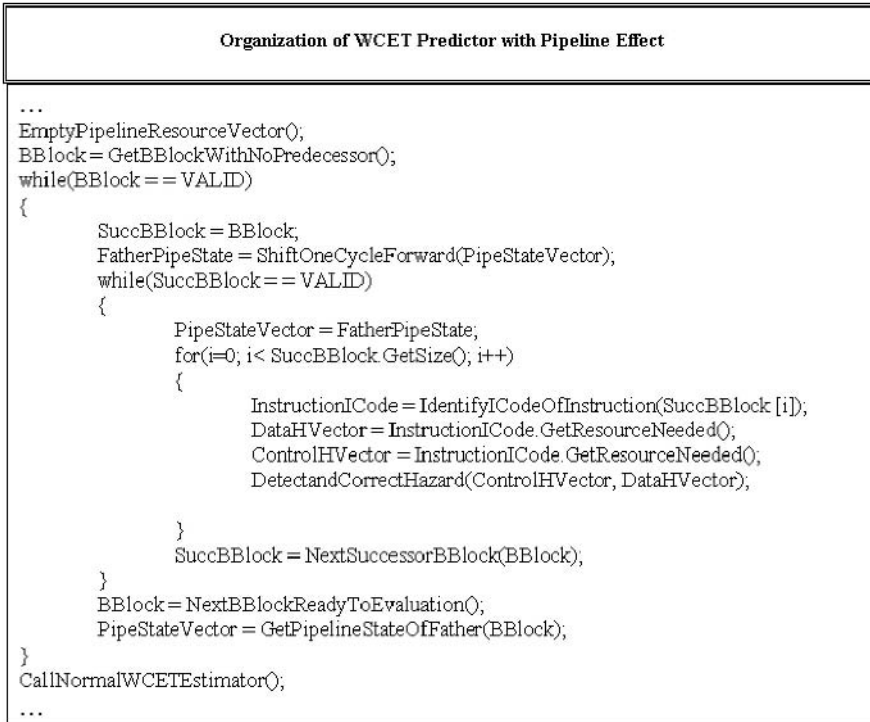 Organization of WCET Predictor with Pipeline Effect
...
EmptyPipelineResourceVector();
BBlock = GetBBlockWithNoPredecessor();
while(BBlock == VALID)
{
SuccBBlock = BBlock;
FatherPipeState = ShiftOneCycleForward(PipeStateVector);
while(SuccBBlock == VALID)
{
PipeStateVector = FatherPipeState;
for(i=0; i< SuccBBlock.GetSize(); i++)
{
InstructionICode = IdentifyICodeOfInstruction(SuccBBlock [i]);
DataHVector = InstructionICode.GetResourceNeeded();
ControlHVector = InstructionICode.GetResourceNeeded();
DetectandCorrectHazard(ControlHVector, DataHVector);
}
SuccBBlock = NextSuccessorBBlock(BBlock);
}
BBlock = NextBBlockReadyToEvaluation();
PipeStateVector = GetPipelineStateOfFather(BBlock);
}
CallNormalWCETEstimator();
...